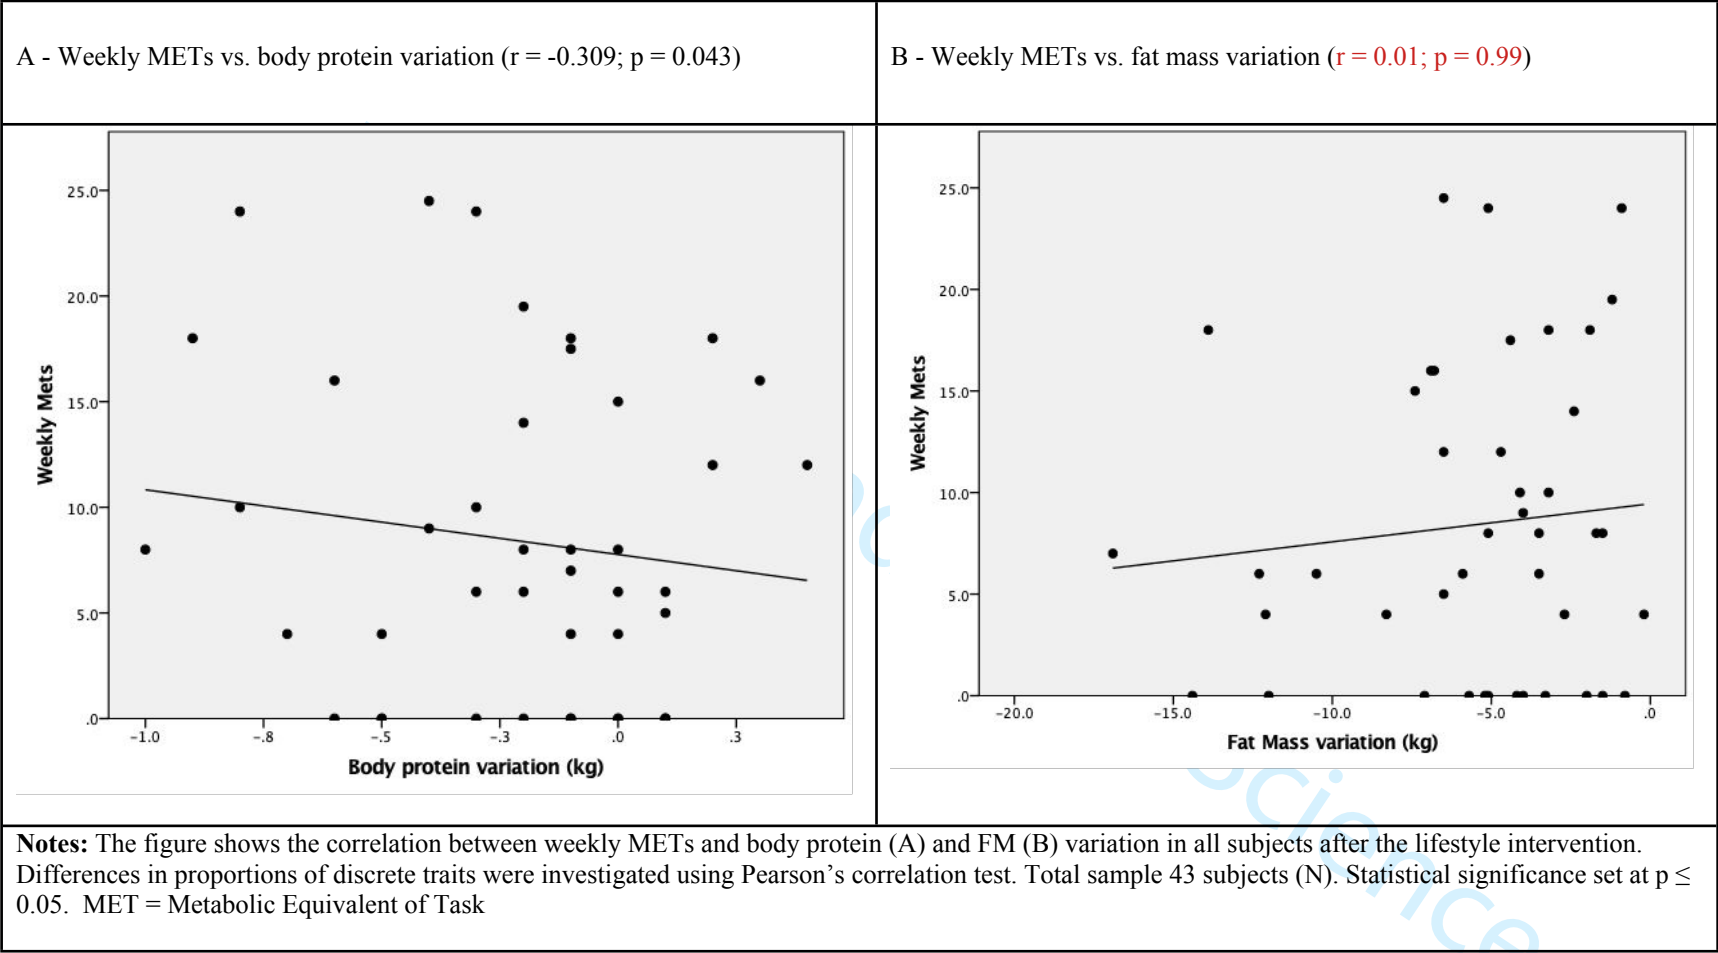 A - Weekly METs vs. body protein variation (r = -0.309; p = 0.043)
B - Weekly METs vs. fat mass variation (r = 0.01; p = 0.99)
25.0
20.0
15.0
10.0
5.0
.0
Weekly Mets
-1.0 -.8 -.5 -.3 .0 .3
Body protein variation (kg)
25.0
20.0
15.0
10.0
5.0
.0
Weekly Mets
-20.0 -15.0 -10.0 -5.0 .0
Fat Mass variation (kg)
Science
Notes: The figure shows the correlation between weekly METs and body protein (A) and FM (B) variation in all subjects after the lifestyle intervention.
Differences in proportions of discrete traits were investigated using Pearson’s correlation test. Total sample 43 subjects (N). Statistical significance set at p ≤
0.05. MET = Metabolic Equivalent of Task